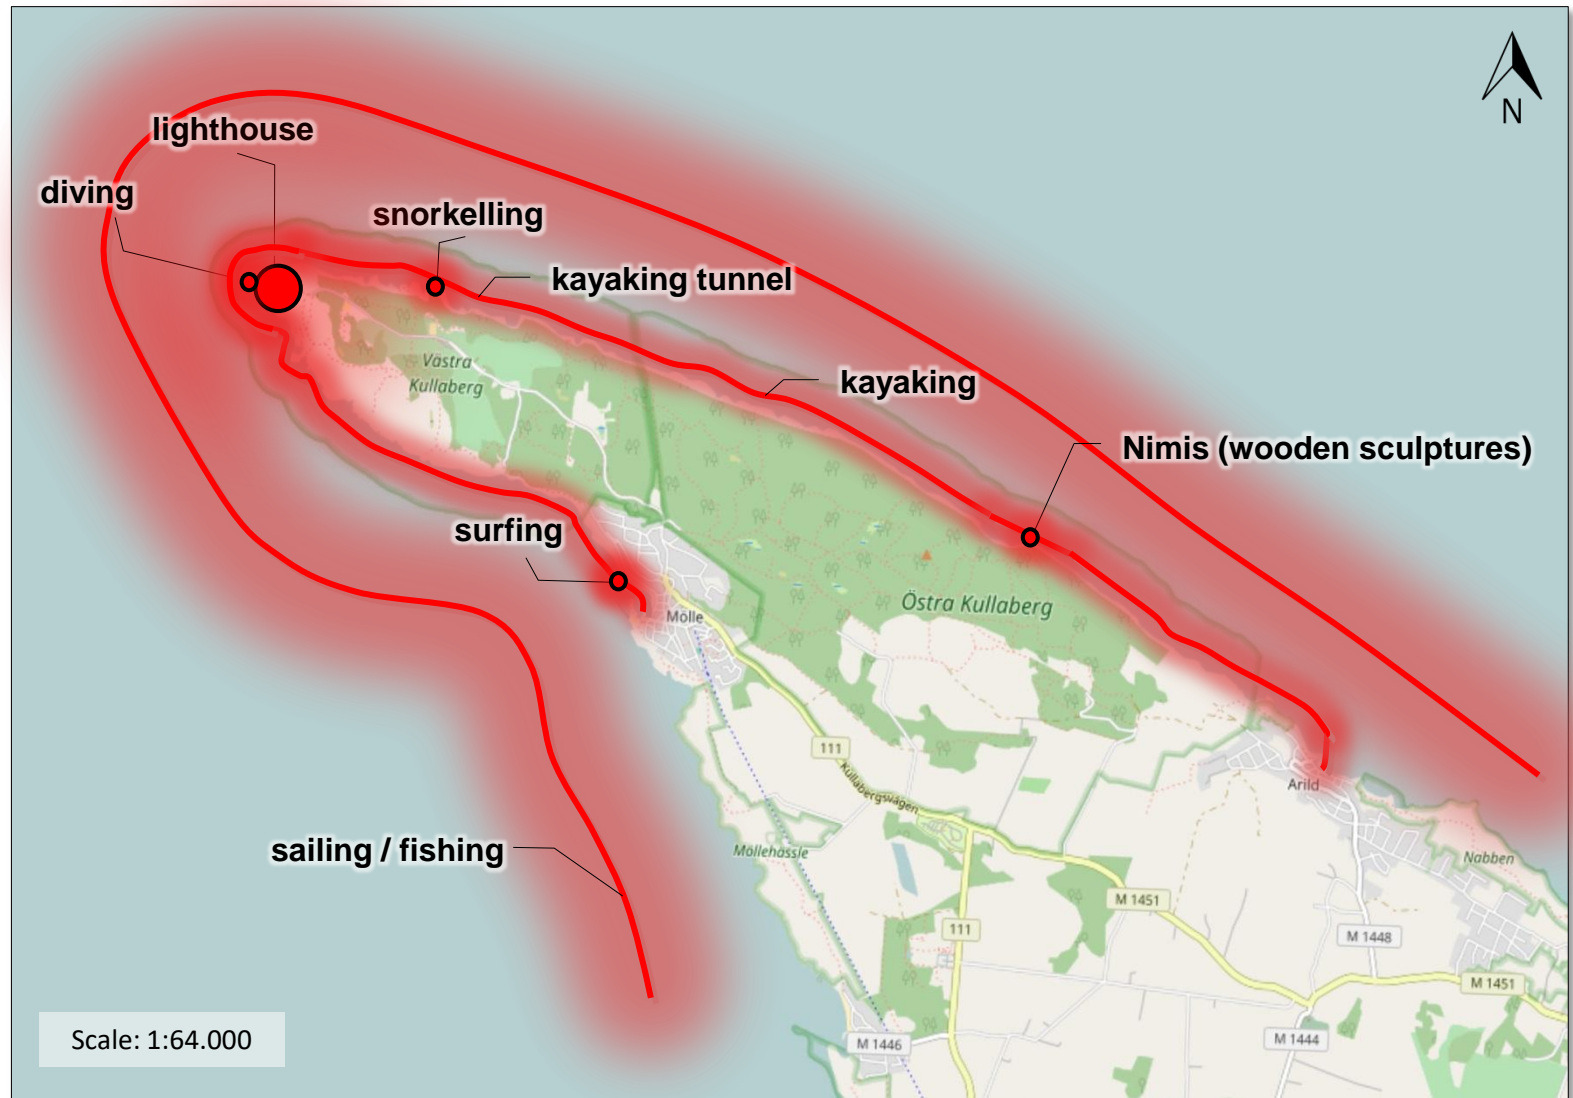 N
lighthouse
diving
snorkelling
kayaking tunnel
Västra
Kullaberg
kayaking
Nimis (wooden sculptures)
surfing
Östra Kullaberg
Mölle
111
Kullabergsvägen
Arild
sailing / fishing
Möllehässle
Nabben
M 1451
111
M 1448
M 1451
Scale: 1:64.000
M 1446
M 1444